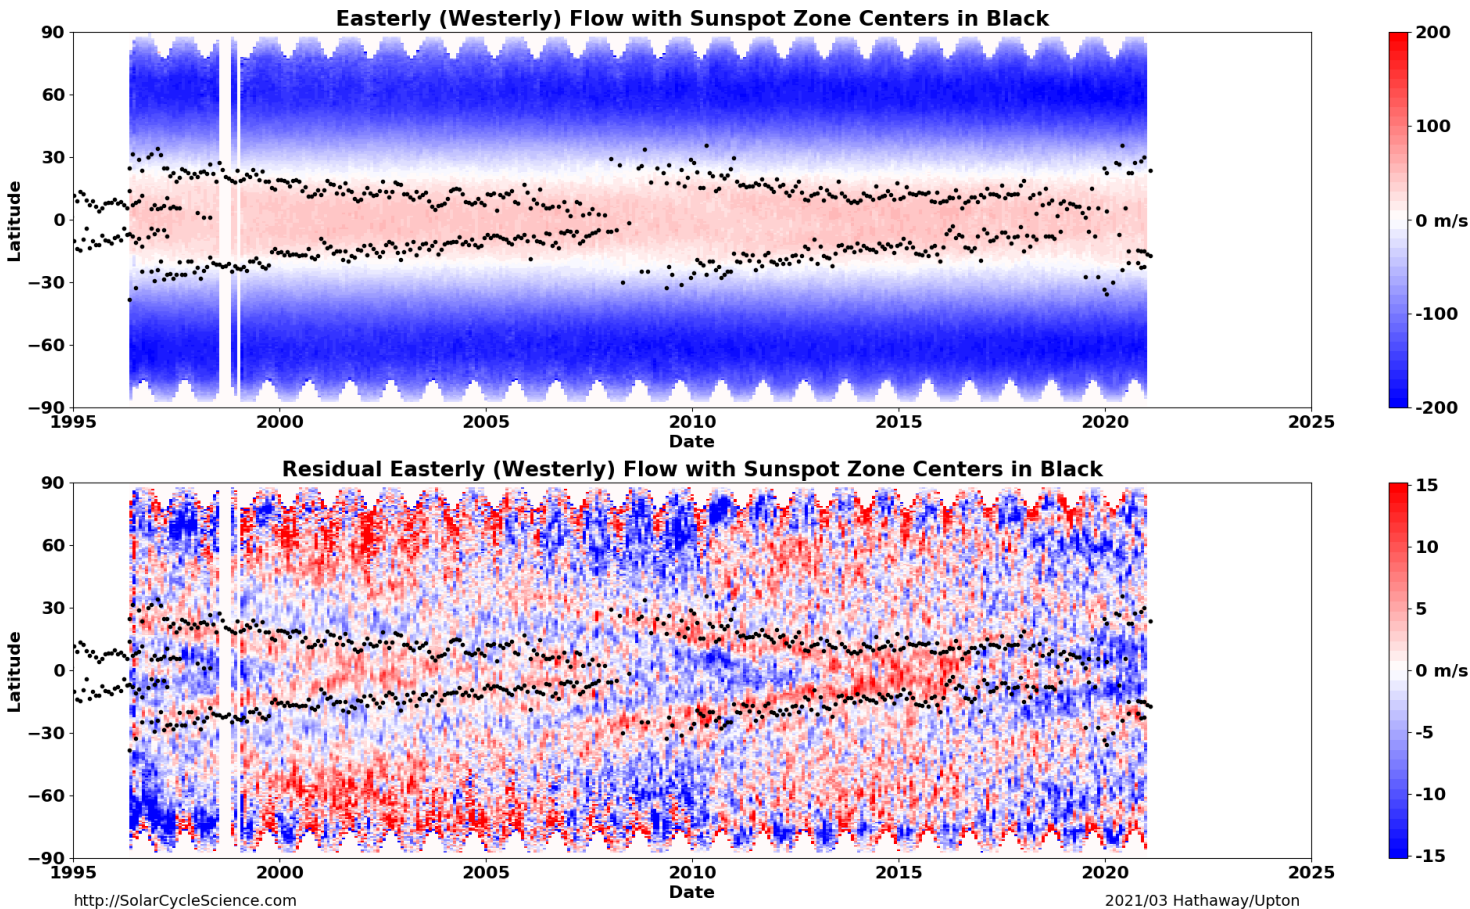 Easterly (Westerly) Flow with Sunspot Zone Centers in Black
90
60
30
0
−30
−60
−90
Latitude
1995 2000 2005 2010 2015 2020 2025
Date
200
100
0 m/s
-100
-200
Residual Easterly (Westerly) Flow with Sunspot Zone Centers in Black
90
60
30
0
−30
−60
−90
Latitude
1995 2000 2005 2010 2015 2020 2025
Date
15
10
5
0 m/s
-5
-10
-15
http://SolarCycleScience.com
2021/03 Hathaway/Upton